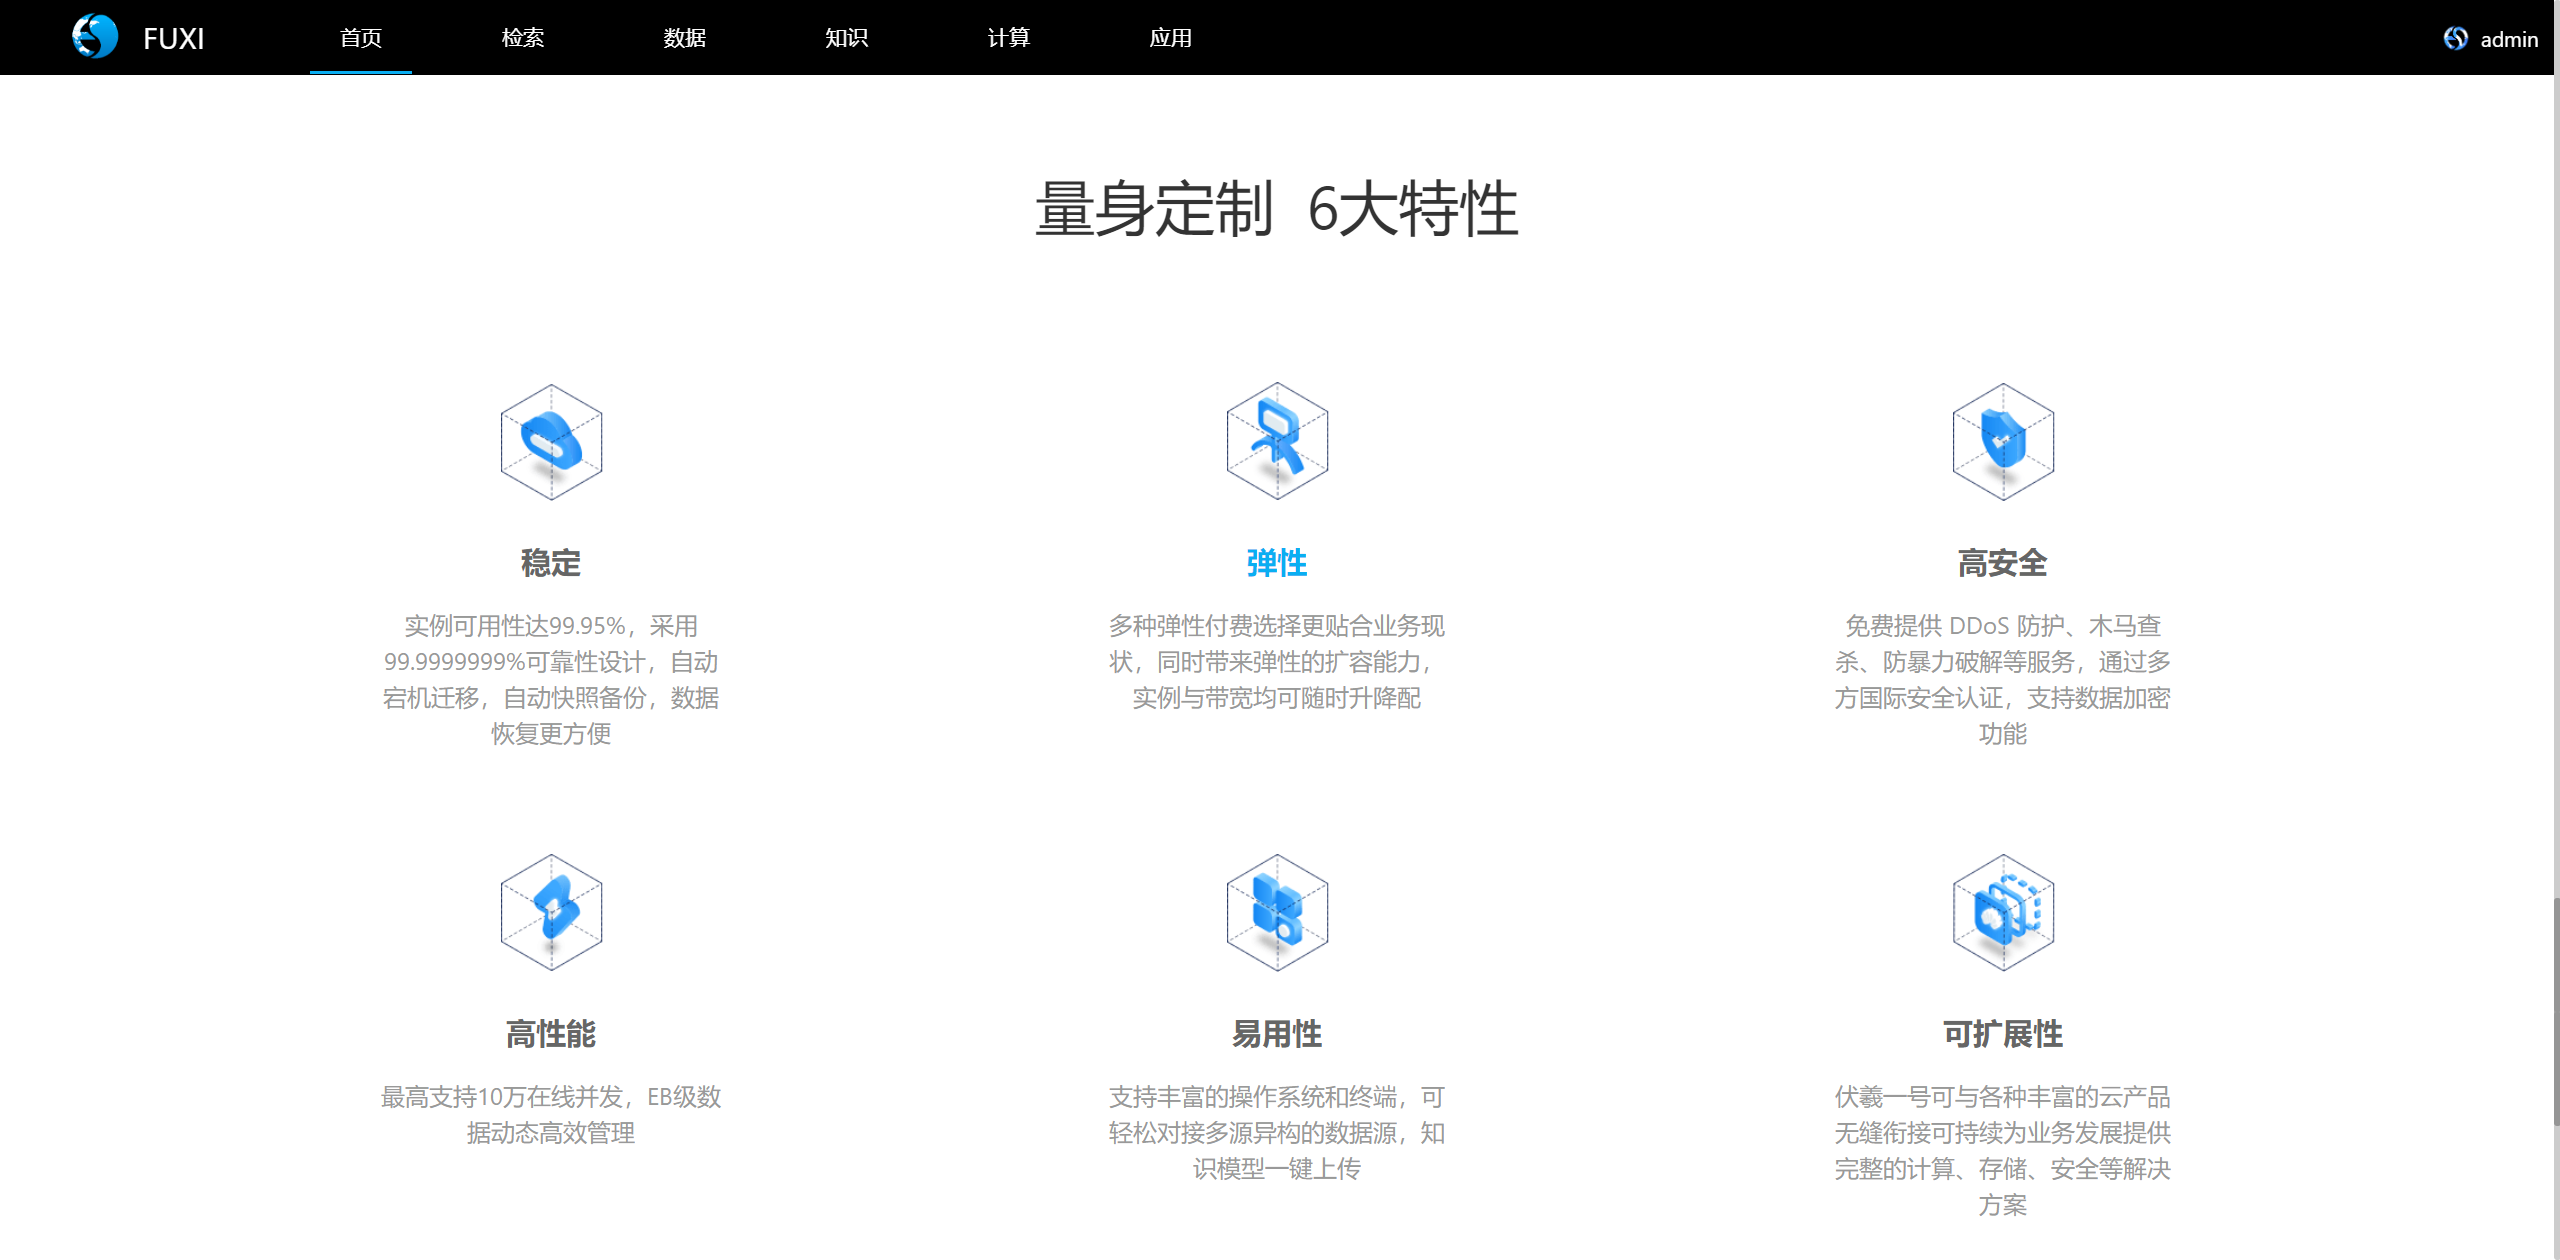 FUXI
首页
检索
数据
知识
计算
应用
admin
量身定制 6大特性
稳定
实例可用性达99.95%，采用
99.9999999%可靠性设计，自动
宕机迁移，自动快照备份，数据
恢复更方便
弹性
多种弹性付费选择更贴合业务现
状，同时带来弹性的扩容能力，
实例与带宽均可随时升降配
高安全
免费提供 DDoS 防护、木马查
杀、防暴力破解等服务，通过多
方国际安全认证，支持数据加密
功能
高性能
最高支持10万在线并发，EB级数
据动态高效管理
易用性
支持丰富的操作系统和终端，可
轻松对接多源异构的数据源，知
识模型一键上传
可扩展性
伏羲一号可与各种丰富的云产品
无缝衔接可持续为业务发展提供
完整的计算、存储、安全等解决
方案